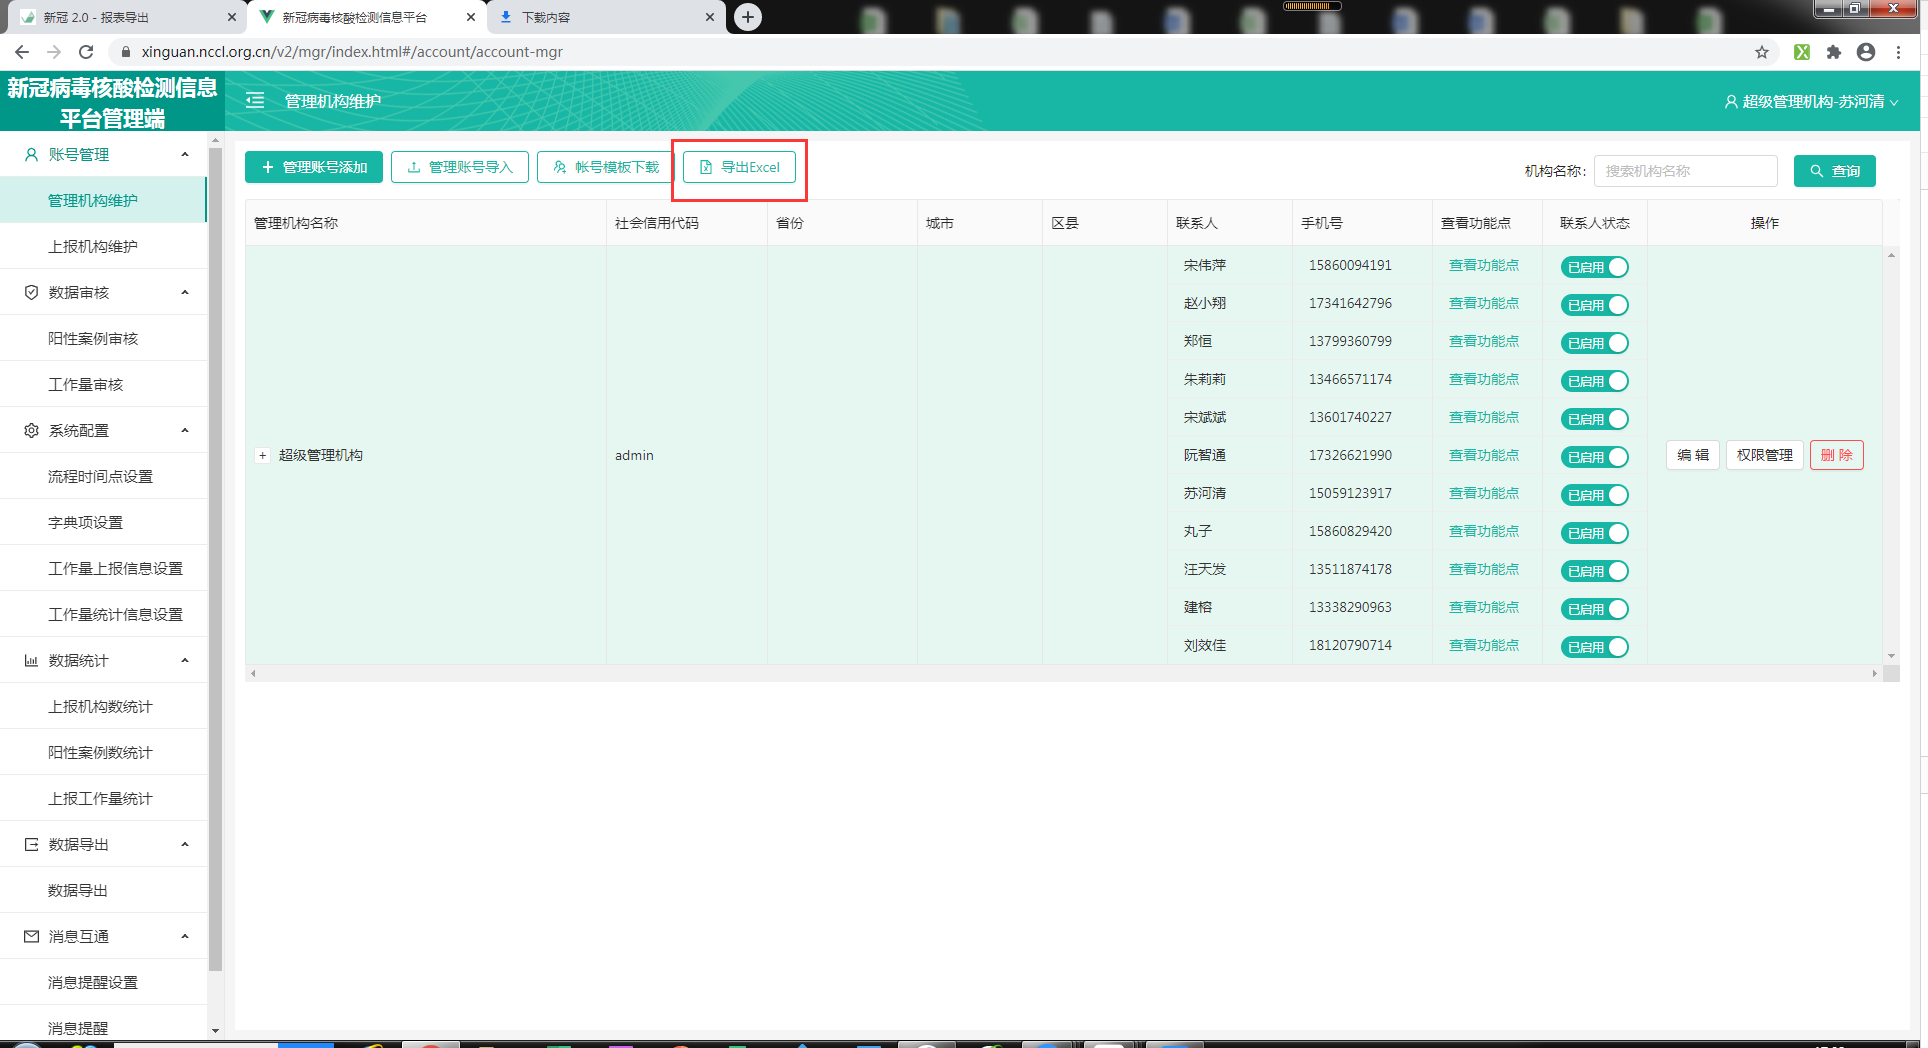 新冠 2.0 - 报表导出
新冠病毒核酸检测信息平台
下载内容
xinguan.nccl.org.cn/v2/mgr/index.html#/account/account-mgr
新冠病毒核酸检测信息
平台管理端
管理机构维护
超级管理机构-苏河清
账号管理
管理机构维护
上报机构维护
数据审核
阳性案例审核
工作量审核
系统配置
流程时间点设置
字典项设置
工作量上报信息设置
工作量统计信息设置
数据统计
上报机构数统计
阳性案例数统计
上报工作量统计
数据导出
数据导出
消息互通
消息提醒设置
消息提醒
管理账号添加
管理账号导入
帐号模板下载
导出Excel
机构名称: 搜索机构名称 查询
管理机构名称 社会信用代码 省份 城市 区县 联系人 手机号 查看功能点 联系人状态 操作
宋伟萍 15860094191 查看功能点 已启用
赵小翔 17341642796 查看功能点 已启用
郑恒 13799360799 查看功能点 已启用
朱莉莉 13466571174 查看功能点 已启用
宋斌斌 13601740227 查看功能点 已启用
+ 超级管理机构 admin 阮智通 17326621990 查看功能点 已启用 编 辑 权限管理 删 除
苏河清 15059123917 查看功能点 已启用
丸子 15860829420 查看功能点 已启用
汪天发 13511874178 查看功能点 已启用
建榕 13338290963 查看功能点 已启用
刘效佳 18120790714 查看功能点 已启用